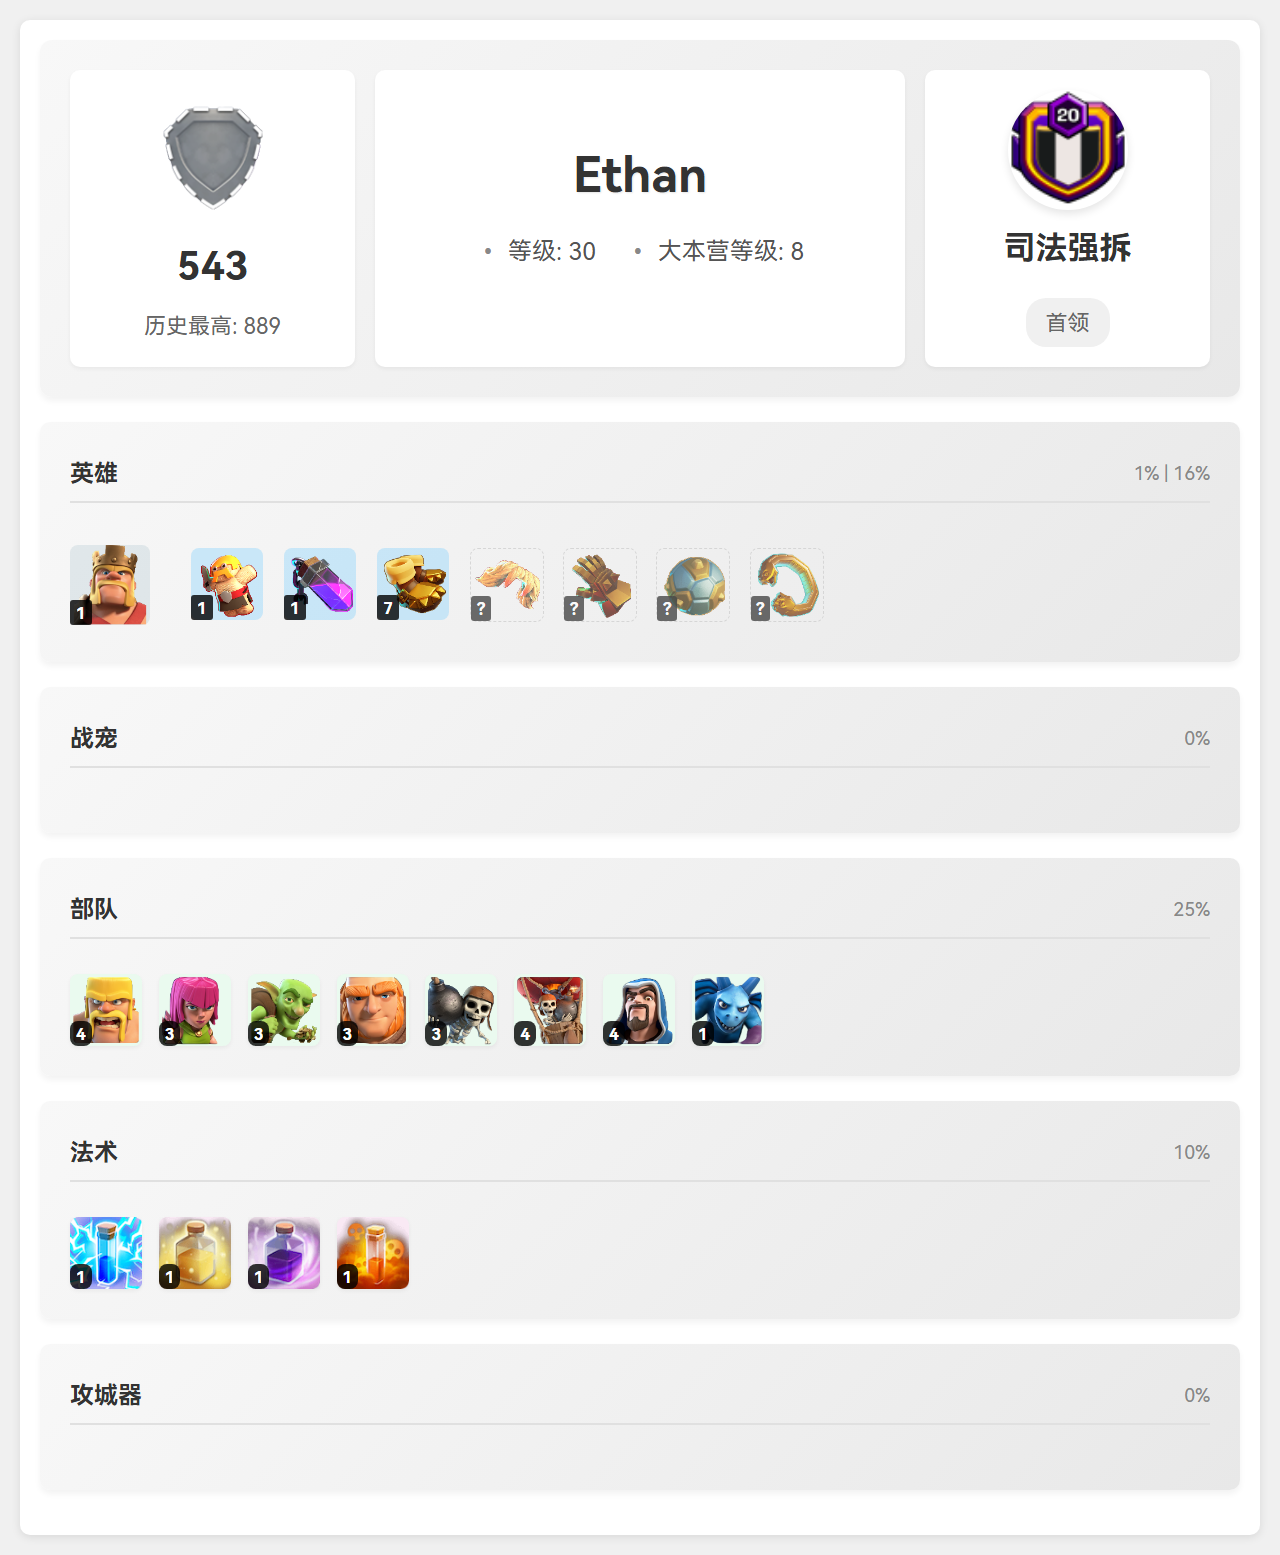 543
历史最高: 889
Ethan
• 等级: 30 • 大本营等级: 8
20
司法强拆
首领
英雄 1% | 16%
1 1 1 7 ? ? ? ?
战宠 0%
部队 25%
4 3 3 3 3 4 4 1
法术 10%
1 1 1 1
攻城器 0%